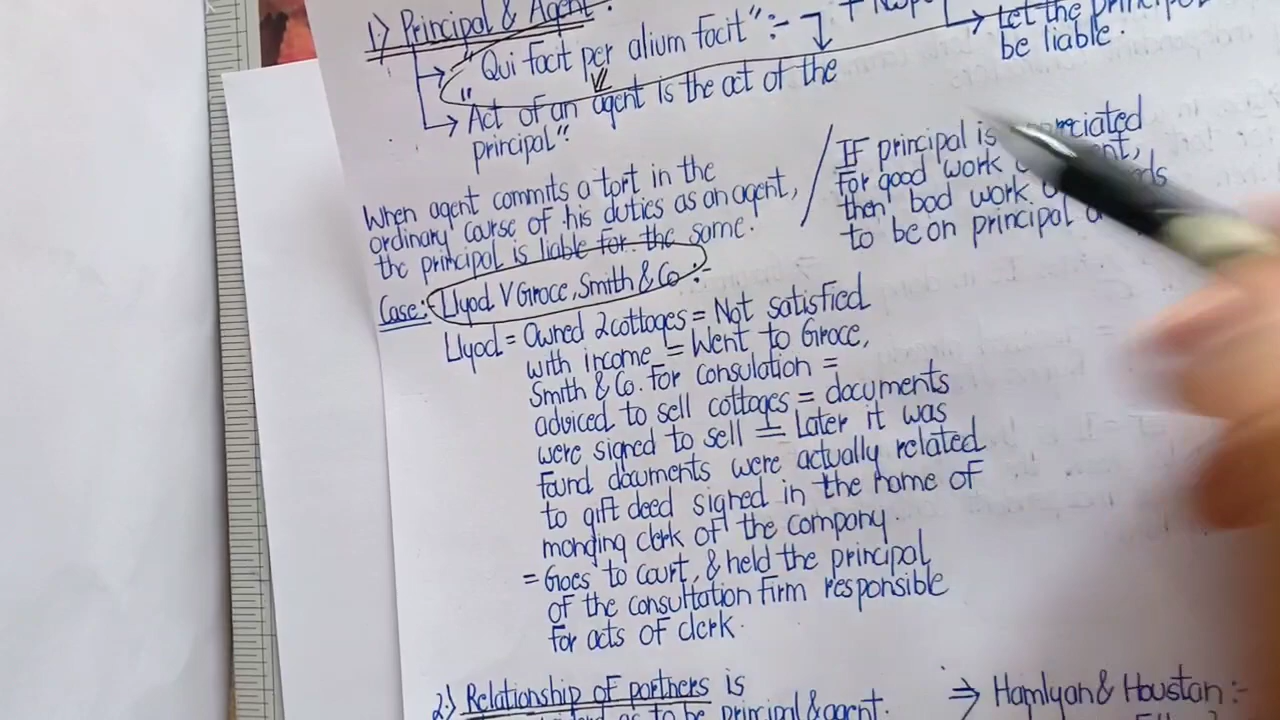 1) Principal & Agent :
"Qui facit per alium facit" :-
"Act of an agent is the act of the
principal"
Let the
be liable.
When agent commits a tort in the
ordinary course of his duties as an agent,
the principal is liable for the same.
If principal is
for good work
then bad work
to be on principal
Case: Llyod V Grace, Smith & Co :-
Llyod = Owned 2 cottages = Not satisfied
with income = Went to Grace,
Smith & Co. for consulation =
adviced to sell cottages = documents
were signed to sell = Later it was
found documents were actually related
to gift deed signed in the name of
monding clerk of the company.
= Goes to court, & held the principal
of the consultation firm responsible
for acts of clerk.
2.) Relationship of partners is
as to be principal & agent.
⇒ Hamlyan & Houstan :-